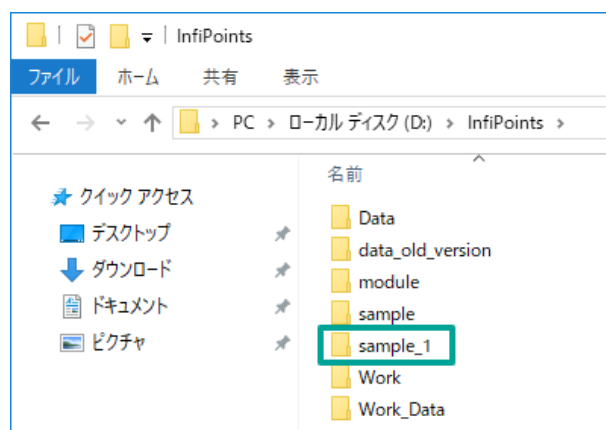 InfiPoints
ファイル ホーム 共有 表示
PC ローカル ディスク (D:) InfiPoints
クイック アクセス
デスクトップ
ダウンロード
ドキュメント
ピクチャ
名前
Data
data_old_version
module
sample
sample_1
Work
Work_Data